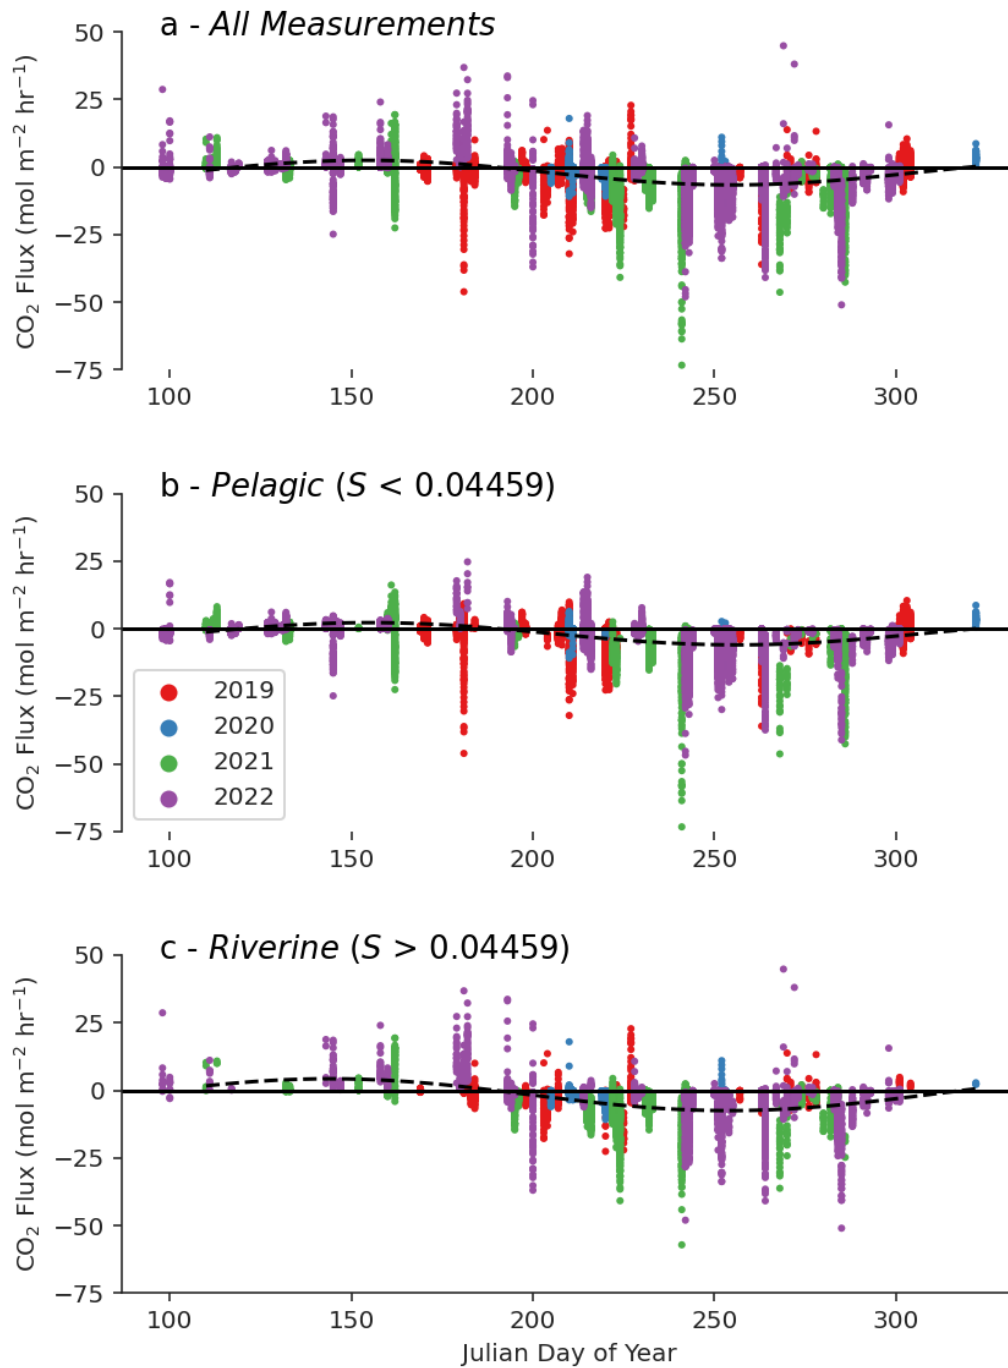 a - All Measurements
50
25
0
−25
−50
−75
CO₂ Flux (mol m⁻² hr⁻¹)
100 150 200 250 300
b - Pelagic (S < 0.04459)
50
25
0
−25
−50
−75
CO₂ Flux (mol m⁻² hr⁻¹)
2019
2020
2021
2022
100 150 200 250 300
c - Riverine (S > 0.04459)
50
25
0
−25
−50
−75
CO₂ Flux (mol m⁻² hr⁻¹)
100 150 200 250 300
Julian Day of Year